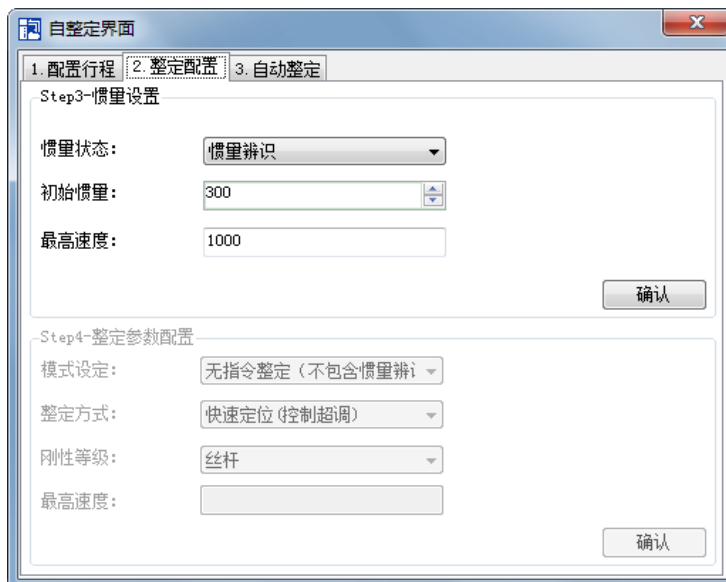 自整定界面
1.配置行程 2.整定配置 3.自动整定
Step3-惯量设置
惯量状态: 惯量辨识
初始惯量: 300
最高速度: 1000
确认
Step4-整定参数配置
模式设定: 无指令整定（不包含惯量辨
整定方式: 快速定位(控制超调)
刚性等级: 丝杆
最高速度:
确认